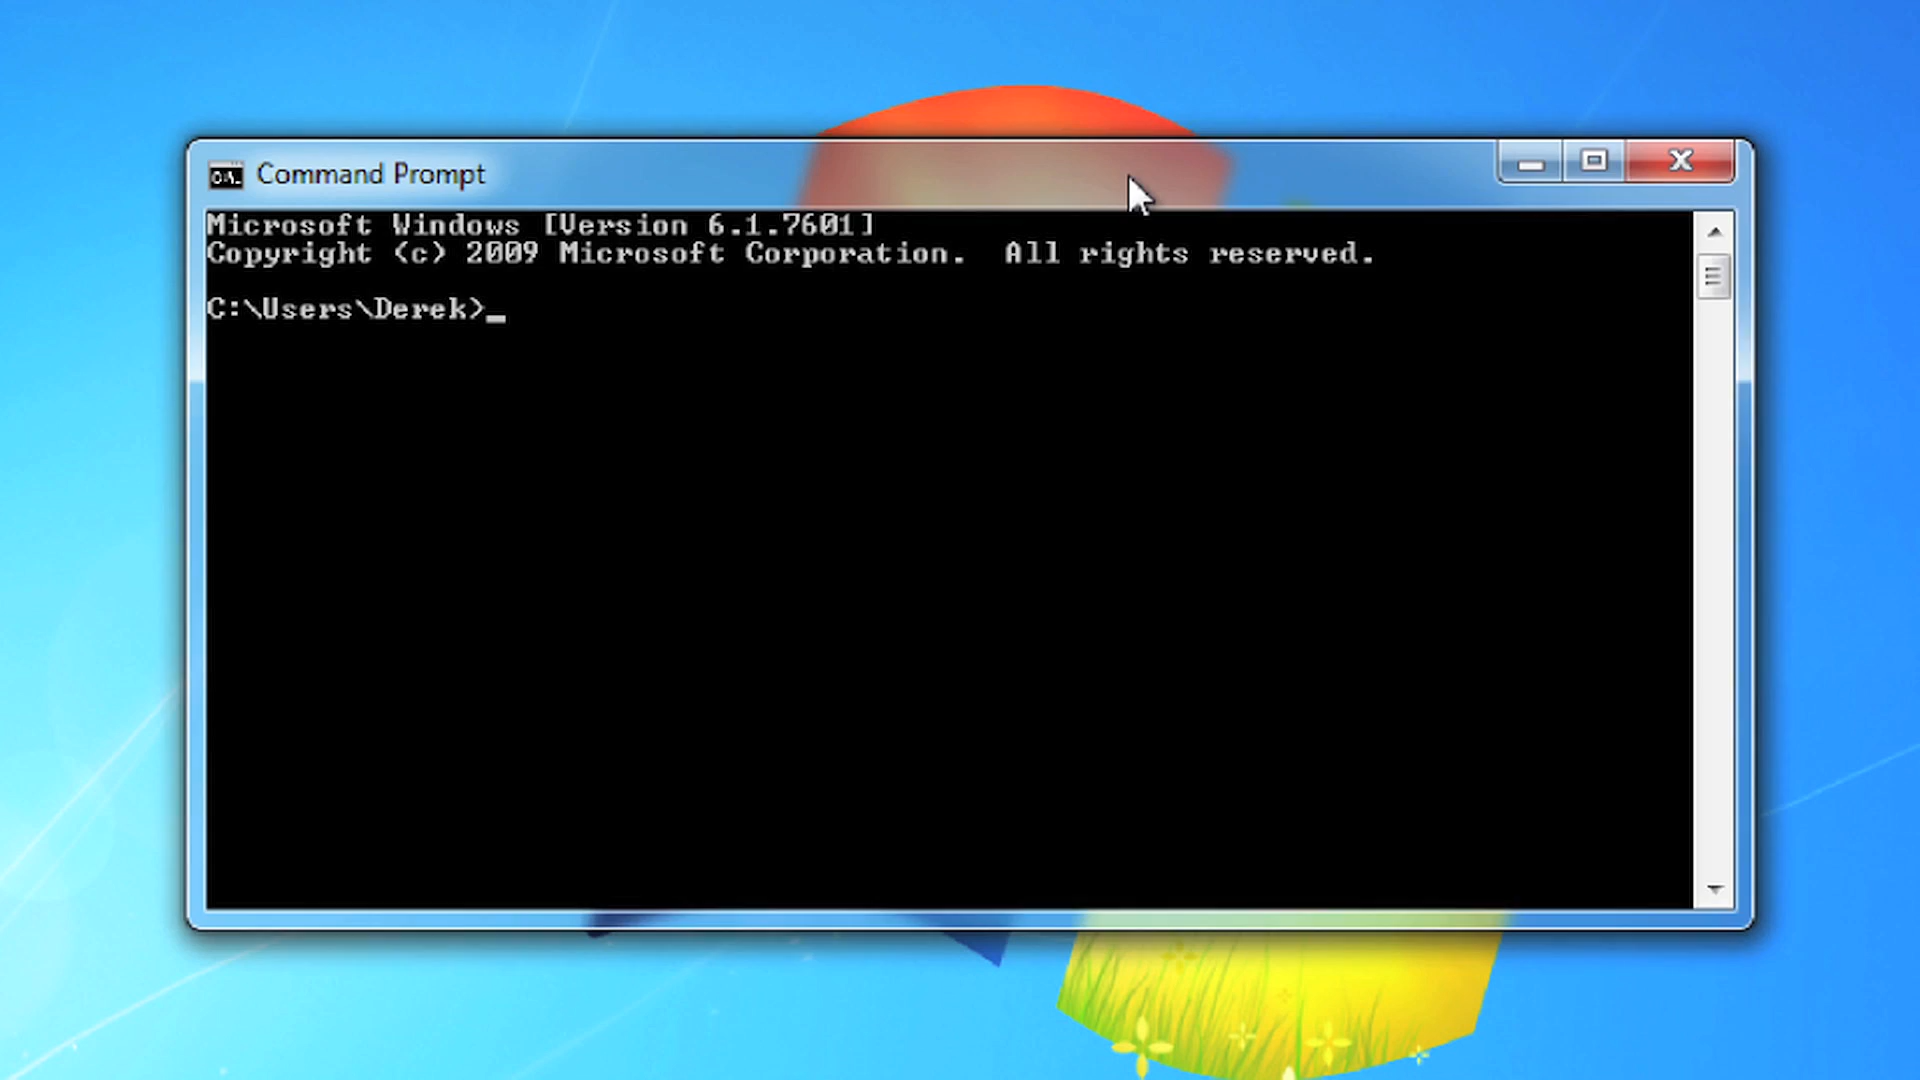 Command Prompt
Microsoft Windows [Version 6.1.7601]
Copyright (c) 2009 Microsoft Corporation.  All rights reserved.
C:\Users\Derek>_